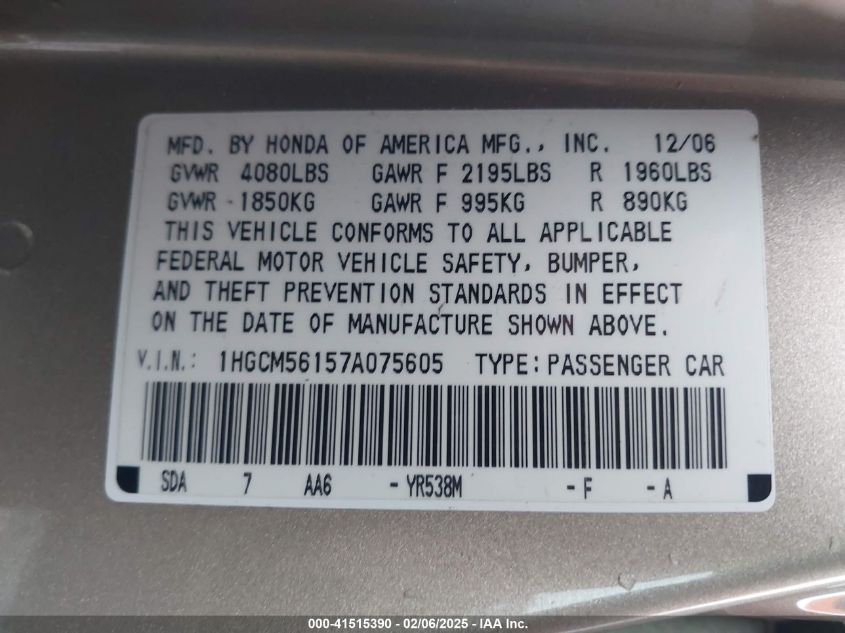 MFD. BY HONDA OF AMERICA MFG., INC. 12/06
GVWR 4080LBS GAWR F 2195LBS R 1960LBS
GVWR 1850KG GAWR F 995KG R 890KG
THIS VEHICLE CONFORMS TO ALL APPLICABLE
FEDERAL MOTOR VEHICLE SAFETY, BUMPER,
AND THEFT PREVENTION STANDARDS IN EFFECT
ON THE DATE OF MANUFACTURE SHOWN ABOVE.
V.I.N.: 1HGCM56157A075605 TYPE: PASSENGER CAR
SDA 7 AA6 -YR538M -F -A
000-41515390 - 02/06/2025 - IAA Inc.